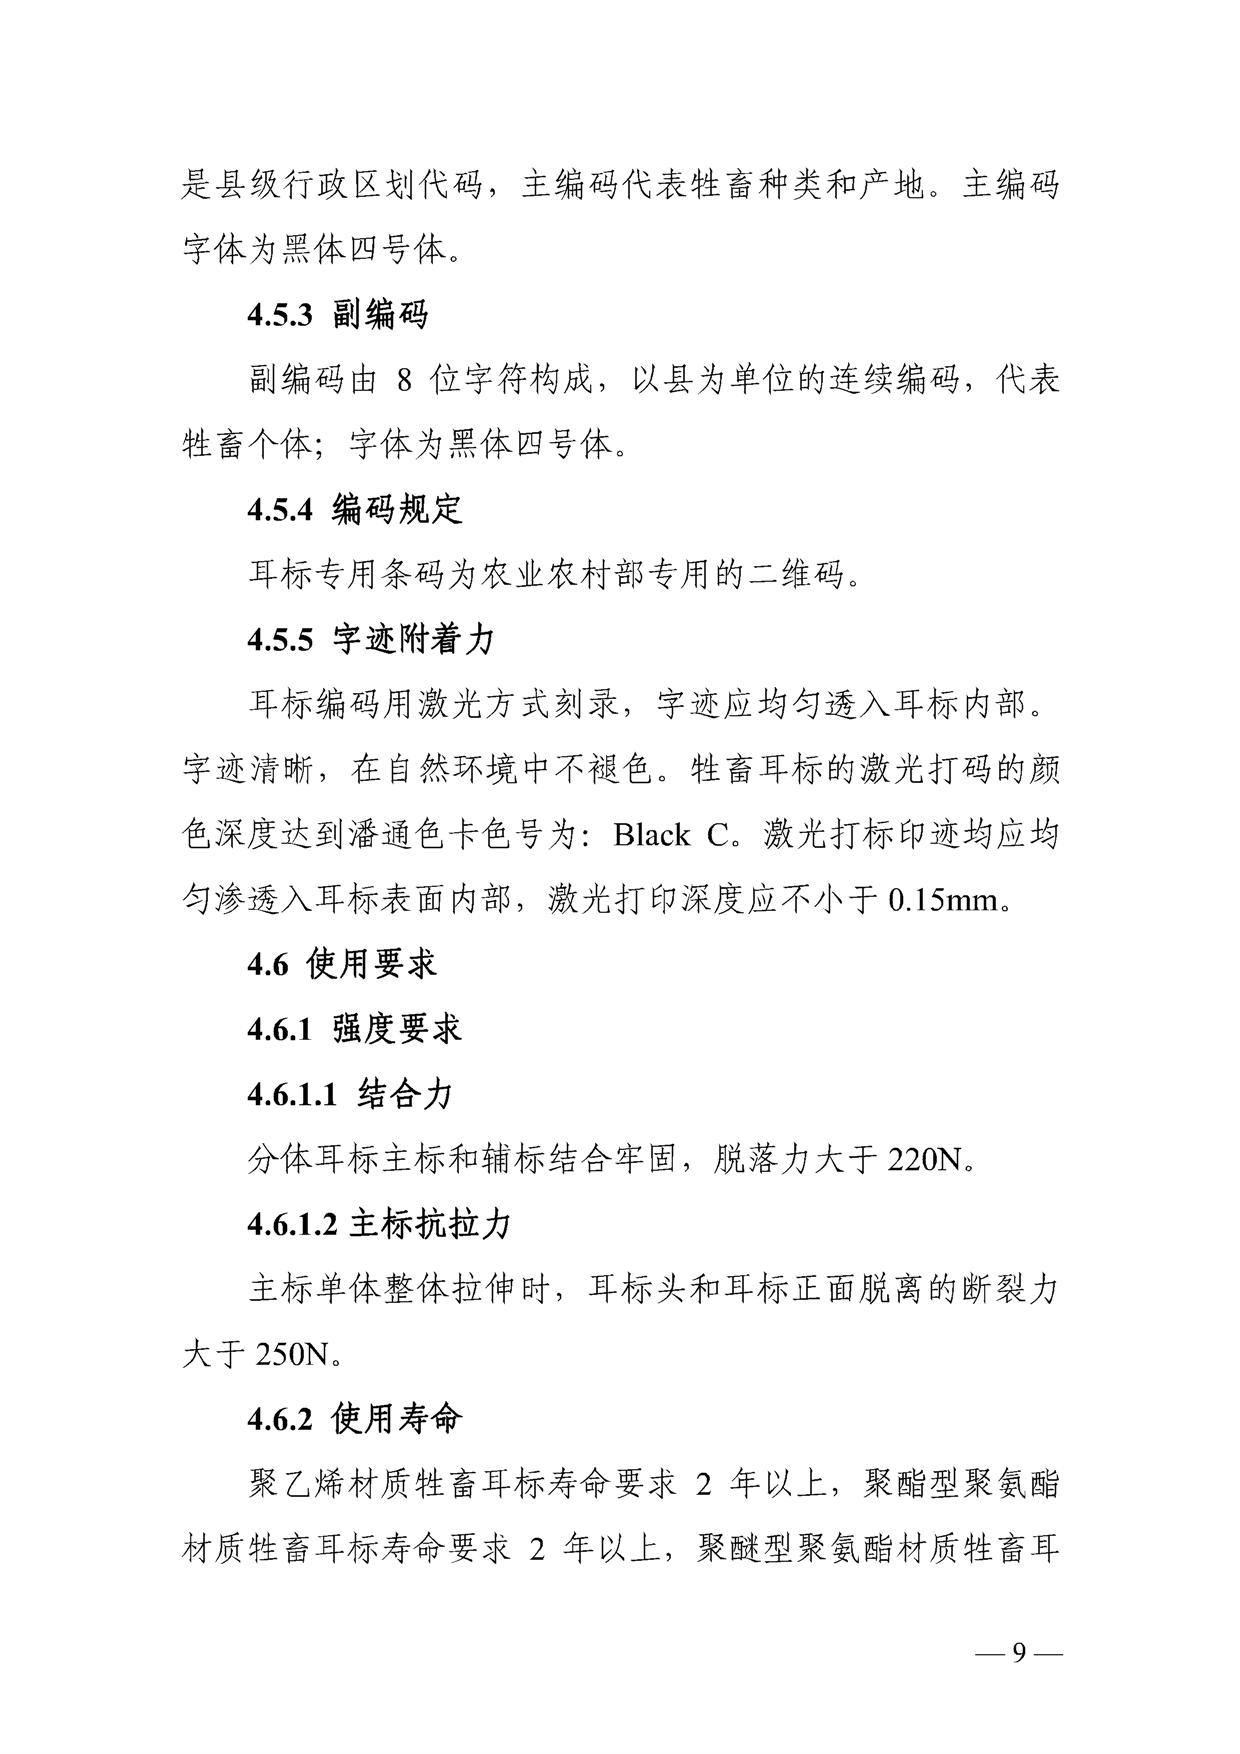 是县级行政区划代码，主编码代表牲畜种类和产地。主编码
字体为黑体四号体。
4.5.3 副编码
副编码由 8 位字符构成，以县为单位的连续编码，代表
牲畜个体；字体为黑体四号体。
4.5.4 编码规定
耳标专用条码为农业农村部专用的二维码。
4.5.5 字迹附着力
耳标编码用激光方式刻录，字迹应均匀透入耳标内部。
字迹清晰，在自然环境中不褪色。牲畜耳标的激光打码的颜
色深度达到潘通色卡色号为：Black C。激光打标印迹均应均
匀渗透入耳标表面内部，激光打印深度应不小于 0.15mm。
4.6 使用要求
4.6.1 强度要求
4.6.1.1 结合力
分体耳标主标和辅标结合牢固，脱落力大于 220N。
4.6.1.2 主标抗拉力
主标单体整体拉伸时，耳标头和耳标正面脱离的断裂力
大于 250N。
4.6.2 使用寿命
聚乙烯材质牲畜耳标寿命要求 2 年以上，聚酯型聚氨酯
材质牲畜耳标寿命要求 2 年以上，聚醚型聚氨酯材质牲畜耳
— 9 —